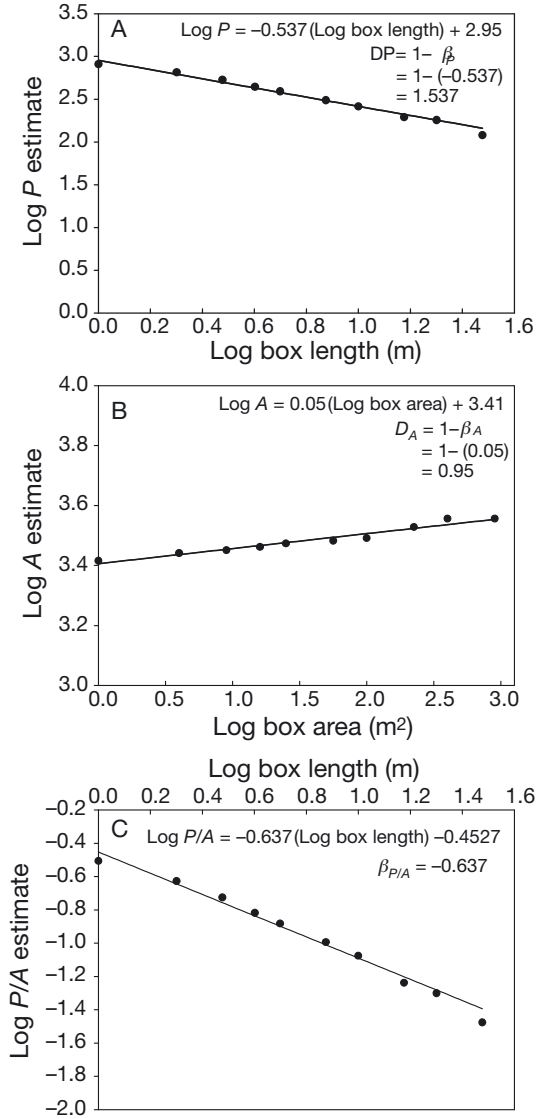 A
Log P = –0.537(Log box length) + 2.95
DP= 1– βP
= 1– (–0.537)
= 1.537
3.5
3.0
2.5
2.0
1.5
1.0
0.5
0.0
Log P estimate
0.0 0.2 0.4 0.6 0.8 1.0 1.2 1.4 1.6
Log box length (m)
B
Log A = 0.05(Log box area) + 3.41
DA = 1–βA
= 1– (0.05)
= 0.95
4.0
3.8
3.6
3.4
3.2
3.0
Log A estimate
0.0 0.5 1.0 1.5 2.0 2.5 3.0
Log box area (m²)
Log box length (m)
0.0 0.2 0.4 0.6 0.8 1.0 1.2 1.4 1.6
C
Log P/A = –0.637(Log box length) –0.4527
βP/A = –0.637
–0.2
–0.4
–0.6
–0.8
–1.0
–1.2
–1.4
–1.6
–1.8
–2.0
Log P/A estimate